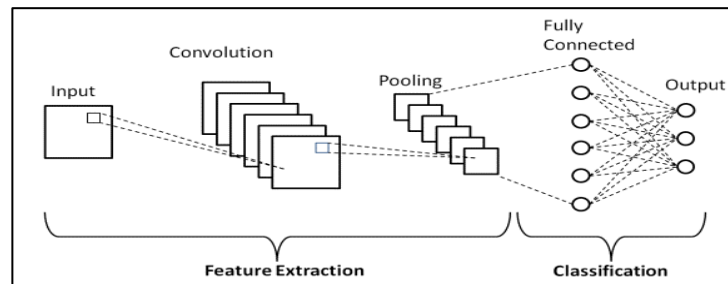 Fully
Connected
Convolution
Pooling
Input
Output
Feature Extraction
Classification